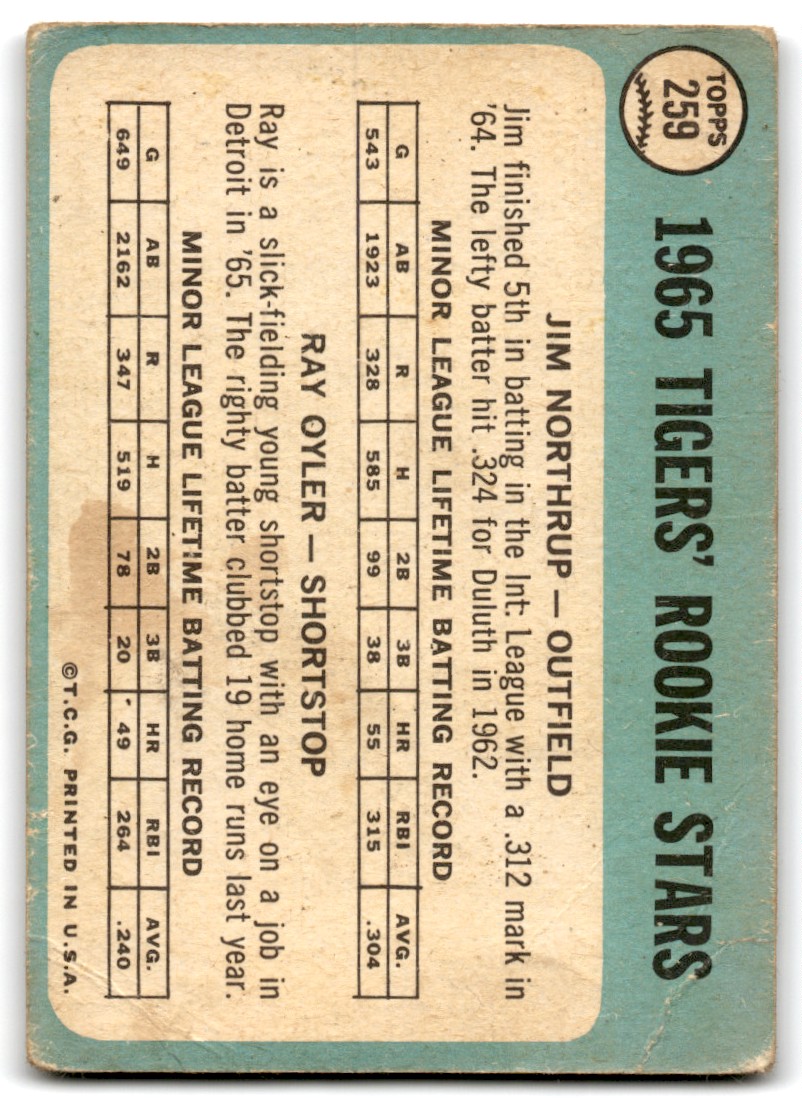 TOPPS
259
1965 TIGERS' ROOKIE STARS
JIM NORTHRUP — OUTFIELD
Jim finished 5th in batting in the Int. League with a .312 mark in
'64. The lefty batter hit .324 for Duluth in 1962.
MINOR LEAGUE LIFETIME BATTING RECORD
G AB R H 2B 3B HR RBI AVG.
543 1923 328 585 99 38 55 315 .304
RAY OYLER — SHORTSTOP
Ray is a slick-fielding young shortstop with an eye on a job in
Detroit in '65. The righty batter clubbed 19 home runs last year.
MINOR LEAGUE LIFETIME BATTING RECORD
G AB R H 2B 3B HR RBI AVG.
649 2162 347 519 78 20 49 264 .240
©T.C.G. PRINTED IN U.S.A.